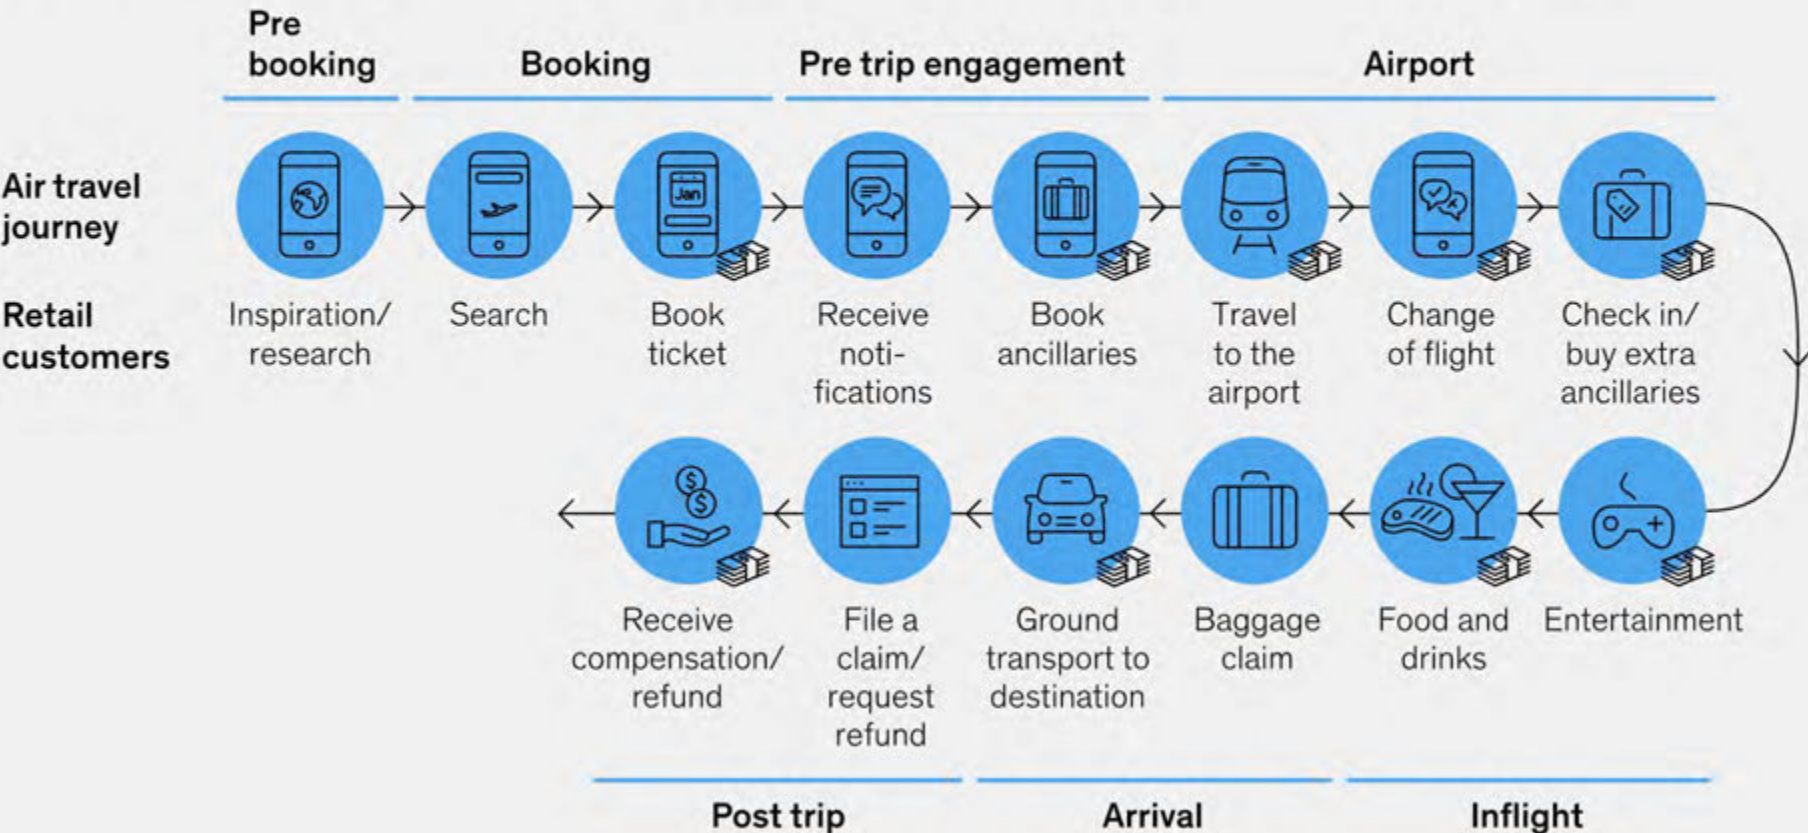 Pre
booking
Booking
Pre trip engagement
Airport
Air travel
journey
Jan
$
$
Retail
customers
Inspiration/
research
Search
Book
ticket
Receive
noti-
fications
Book
ancillaries
Travel
to the
airport
Change
of flight
Check in/
buy extra
ancillaries
Receive
compensation/
refund
File a
claim/
request
refund
Ground
transport to
destination
Baggage
claim
Food and
drinks
Entertainment
Post trip
Arrival
Inflight